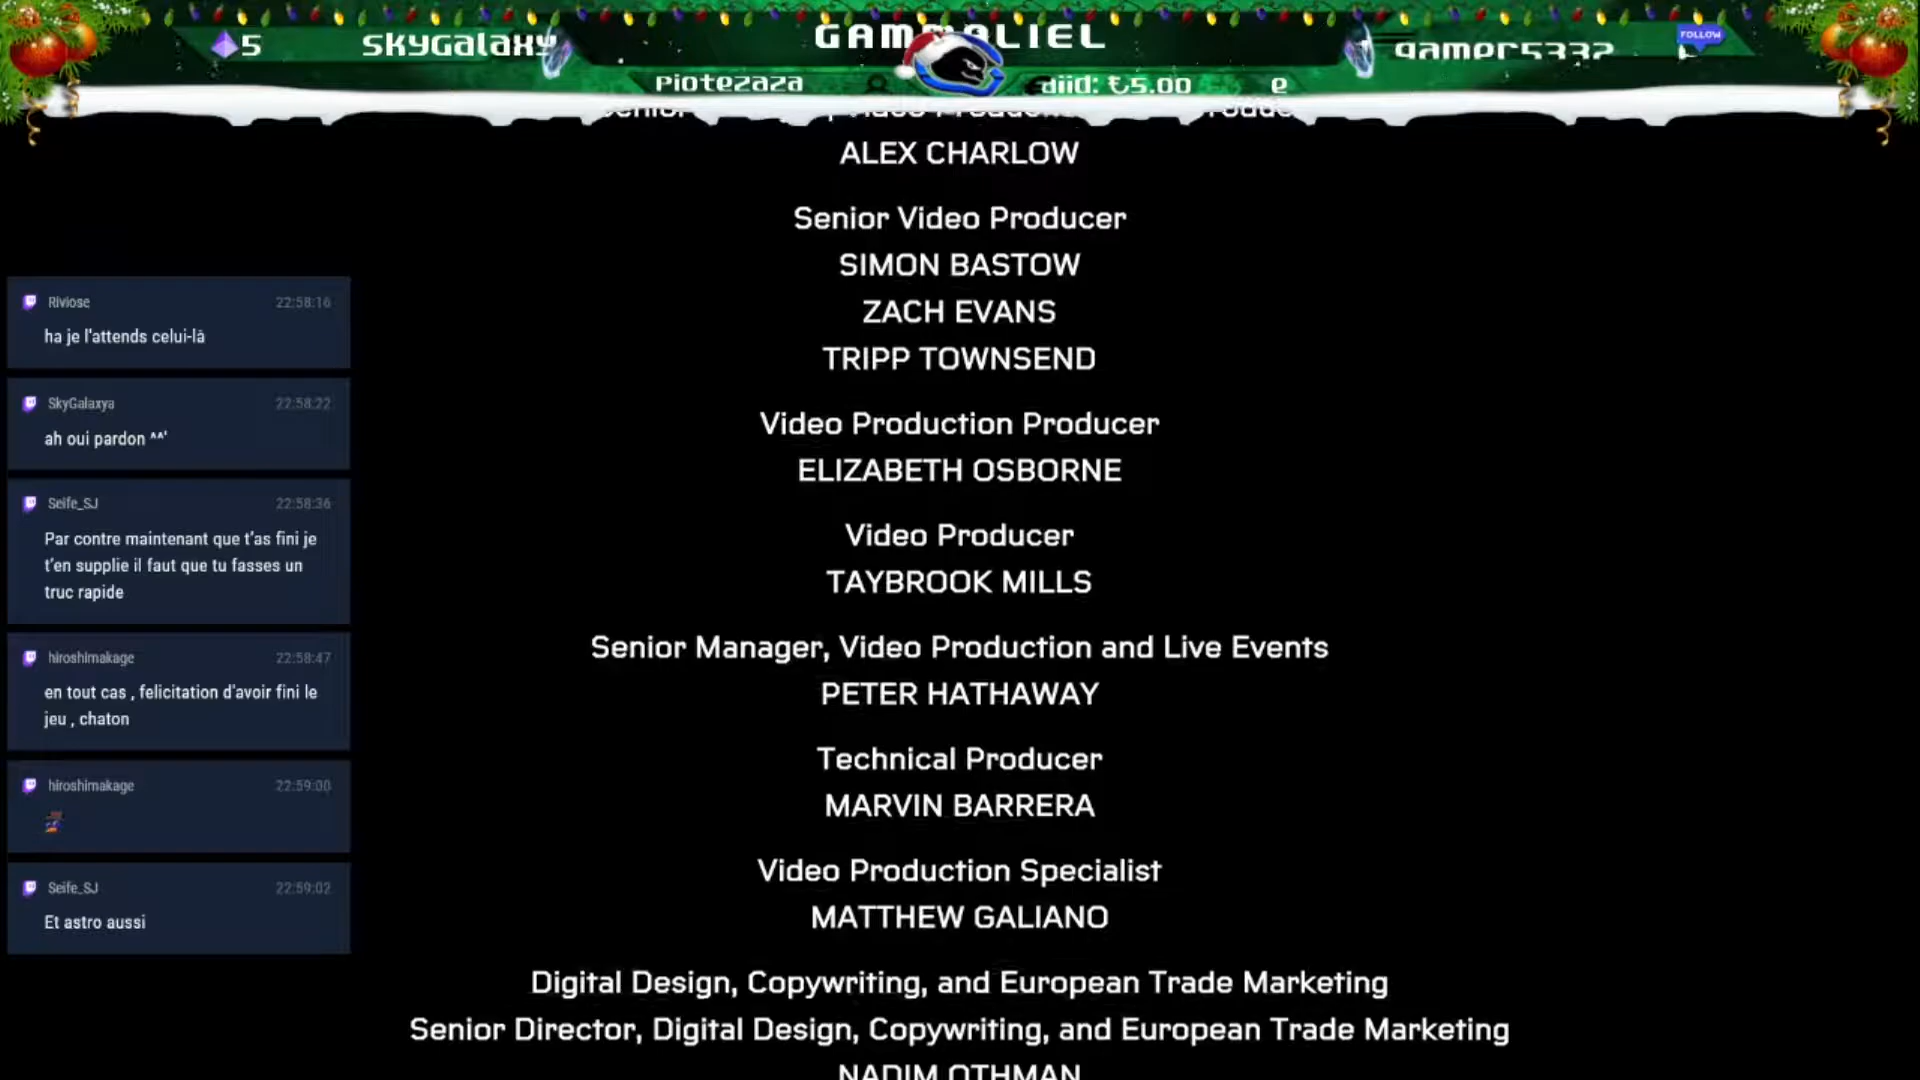 5
SKYGalaxy
GAMMALIEL
gamer5332
FOLLOW
Piotezaza
diid: ₺5.00
e
ALEX CHARLOW
Senior Video Producer
SIMON BASTOW
ZACH EVANS
TRIPP TOWNSEND
Video Production Producer
ELIZABETH OSBORNE
Video Producer
TAYBROOK MILLS
Senior Manager, Video Production and Live Events
PETER HATHAWAY
Technical Producer
MARVIN BARRERA
Video Production Specialist
MATTHEW GALIANO
Digital Design, Copywriting, and European Trade Marketing
Senior Director, Digital Design, Copywriting, and European Trade Marketing
NADIM OTHMAN
Riviose 22:58:16
ha je l'attends celui-là
SkyGalaxya 22:58:22
ah oui pardon ^^'
Seife_SJ 22:58:36
Par contre maintenant que t'as fini je
t'en supplie il faut que tu fasses un
truc rapide
hiroshimakage 22:58:47
en tout cas , felicitation d'avoir fini le
jeu , chaton
hiroshimakage 22:59:00
Seife_SJ 22:59:02
Et astro aussi